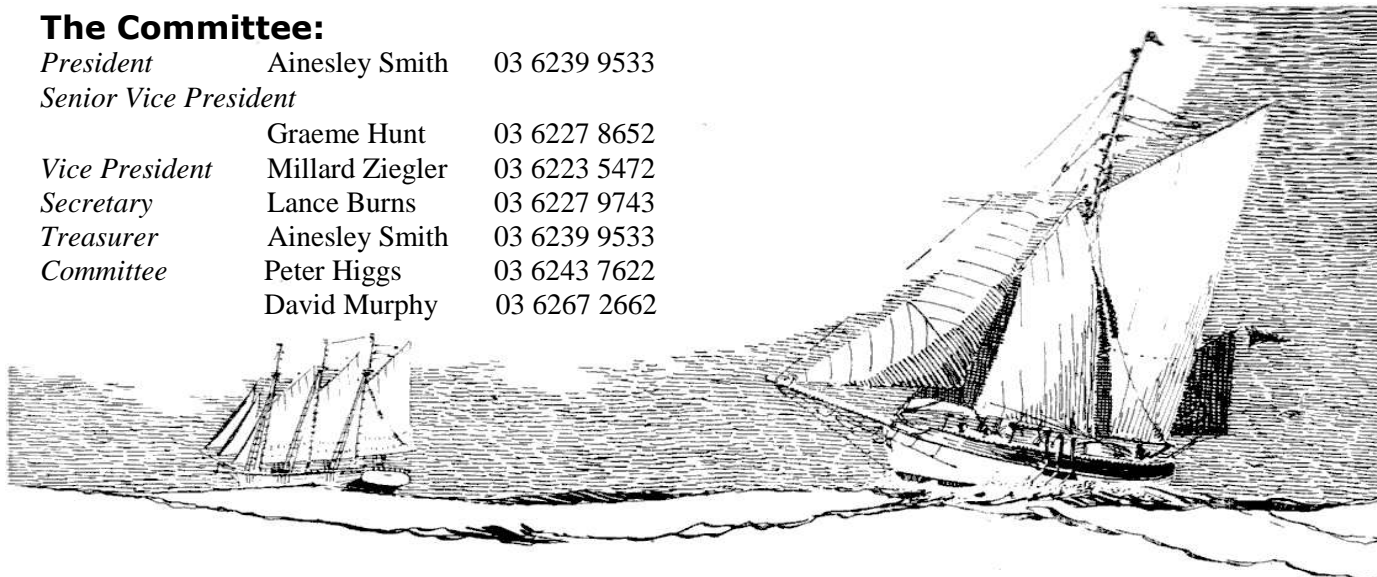 The Committee:
President Ainesley Smith 03 6239 9533
Senior Vice President
Graeme Hunt 03 6227 8652
Vice President Millard Ziegler 03 6223 5472
Secretary Lance Burns 03 6227 9743
Treasurer Ainesley Smith 03 6239 9533
Committee Peter Higgs 03 6243 7622
David Murphy 03 6267 2662